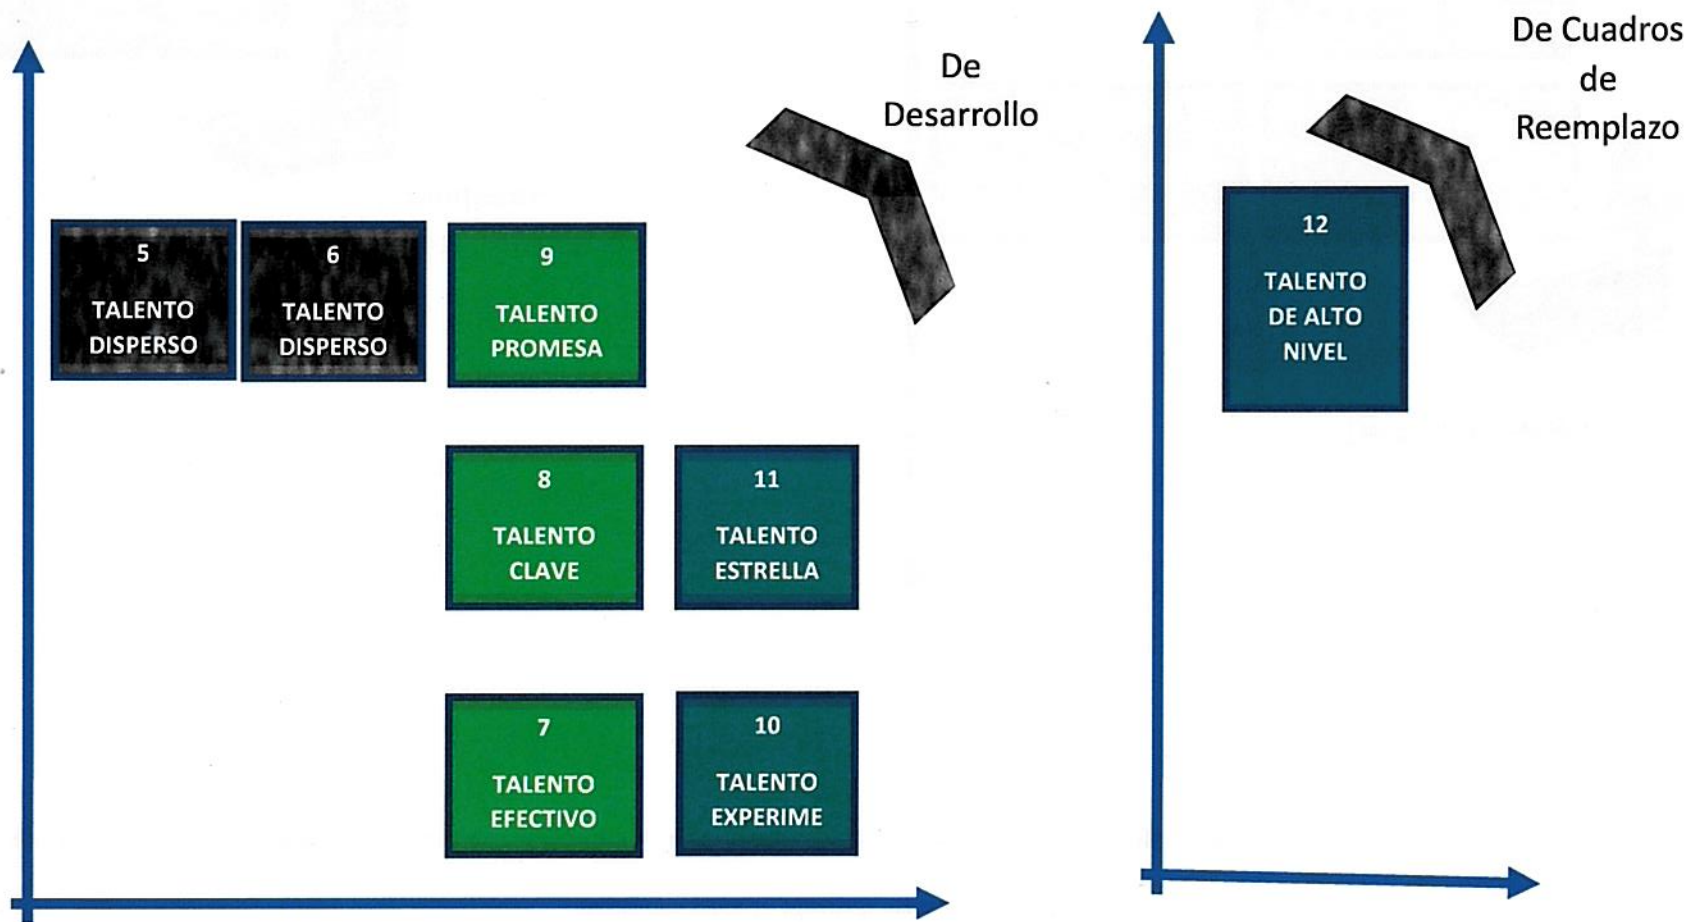 De
Desarrollo
De Cuadros
de
Reemplazo
5
TALENTO
DISPERSO
6
TALENTO
DISPERSO
9
TALENTO
PROMESA
12
TALENTO
DE ALTO
NIVEL
8
TALENTO
CLAVE
11
TALENTO
ESTRELLA
7
TALENTO
EFECTIVO
10
TALENTO
EXPERIME